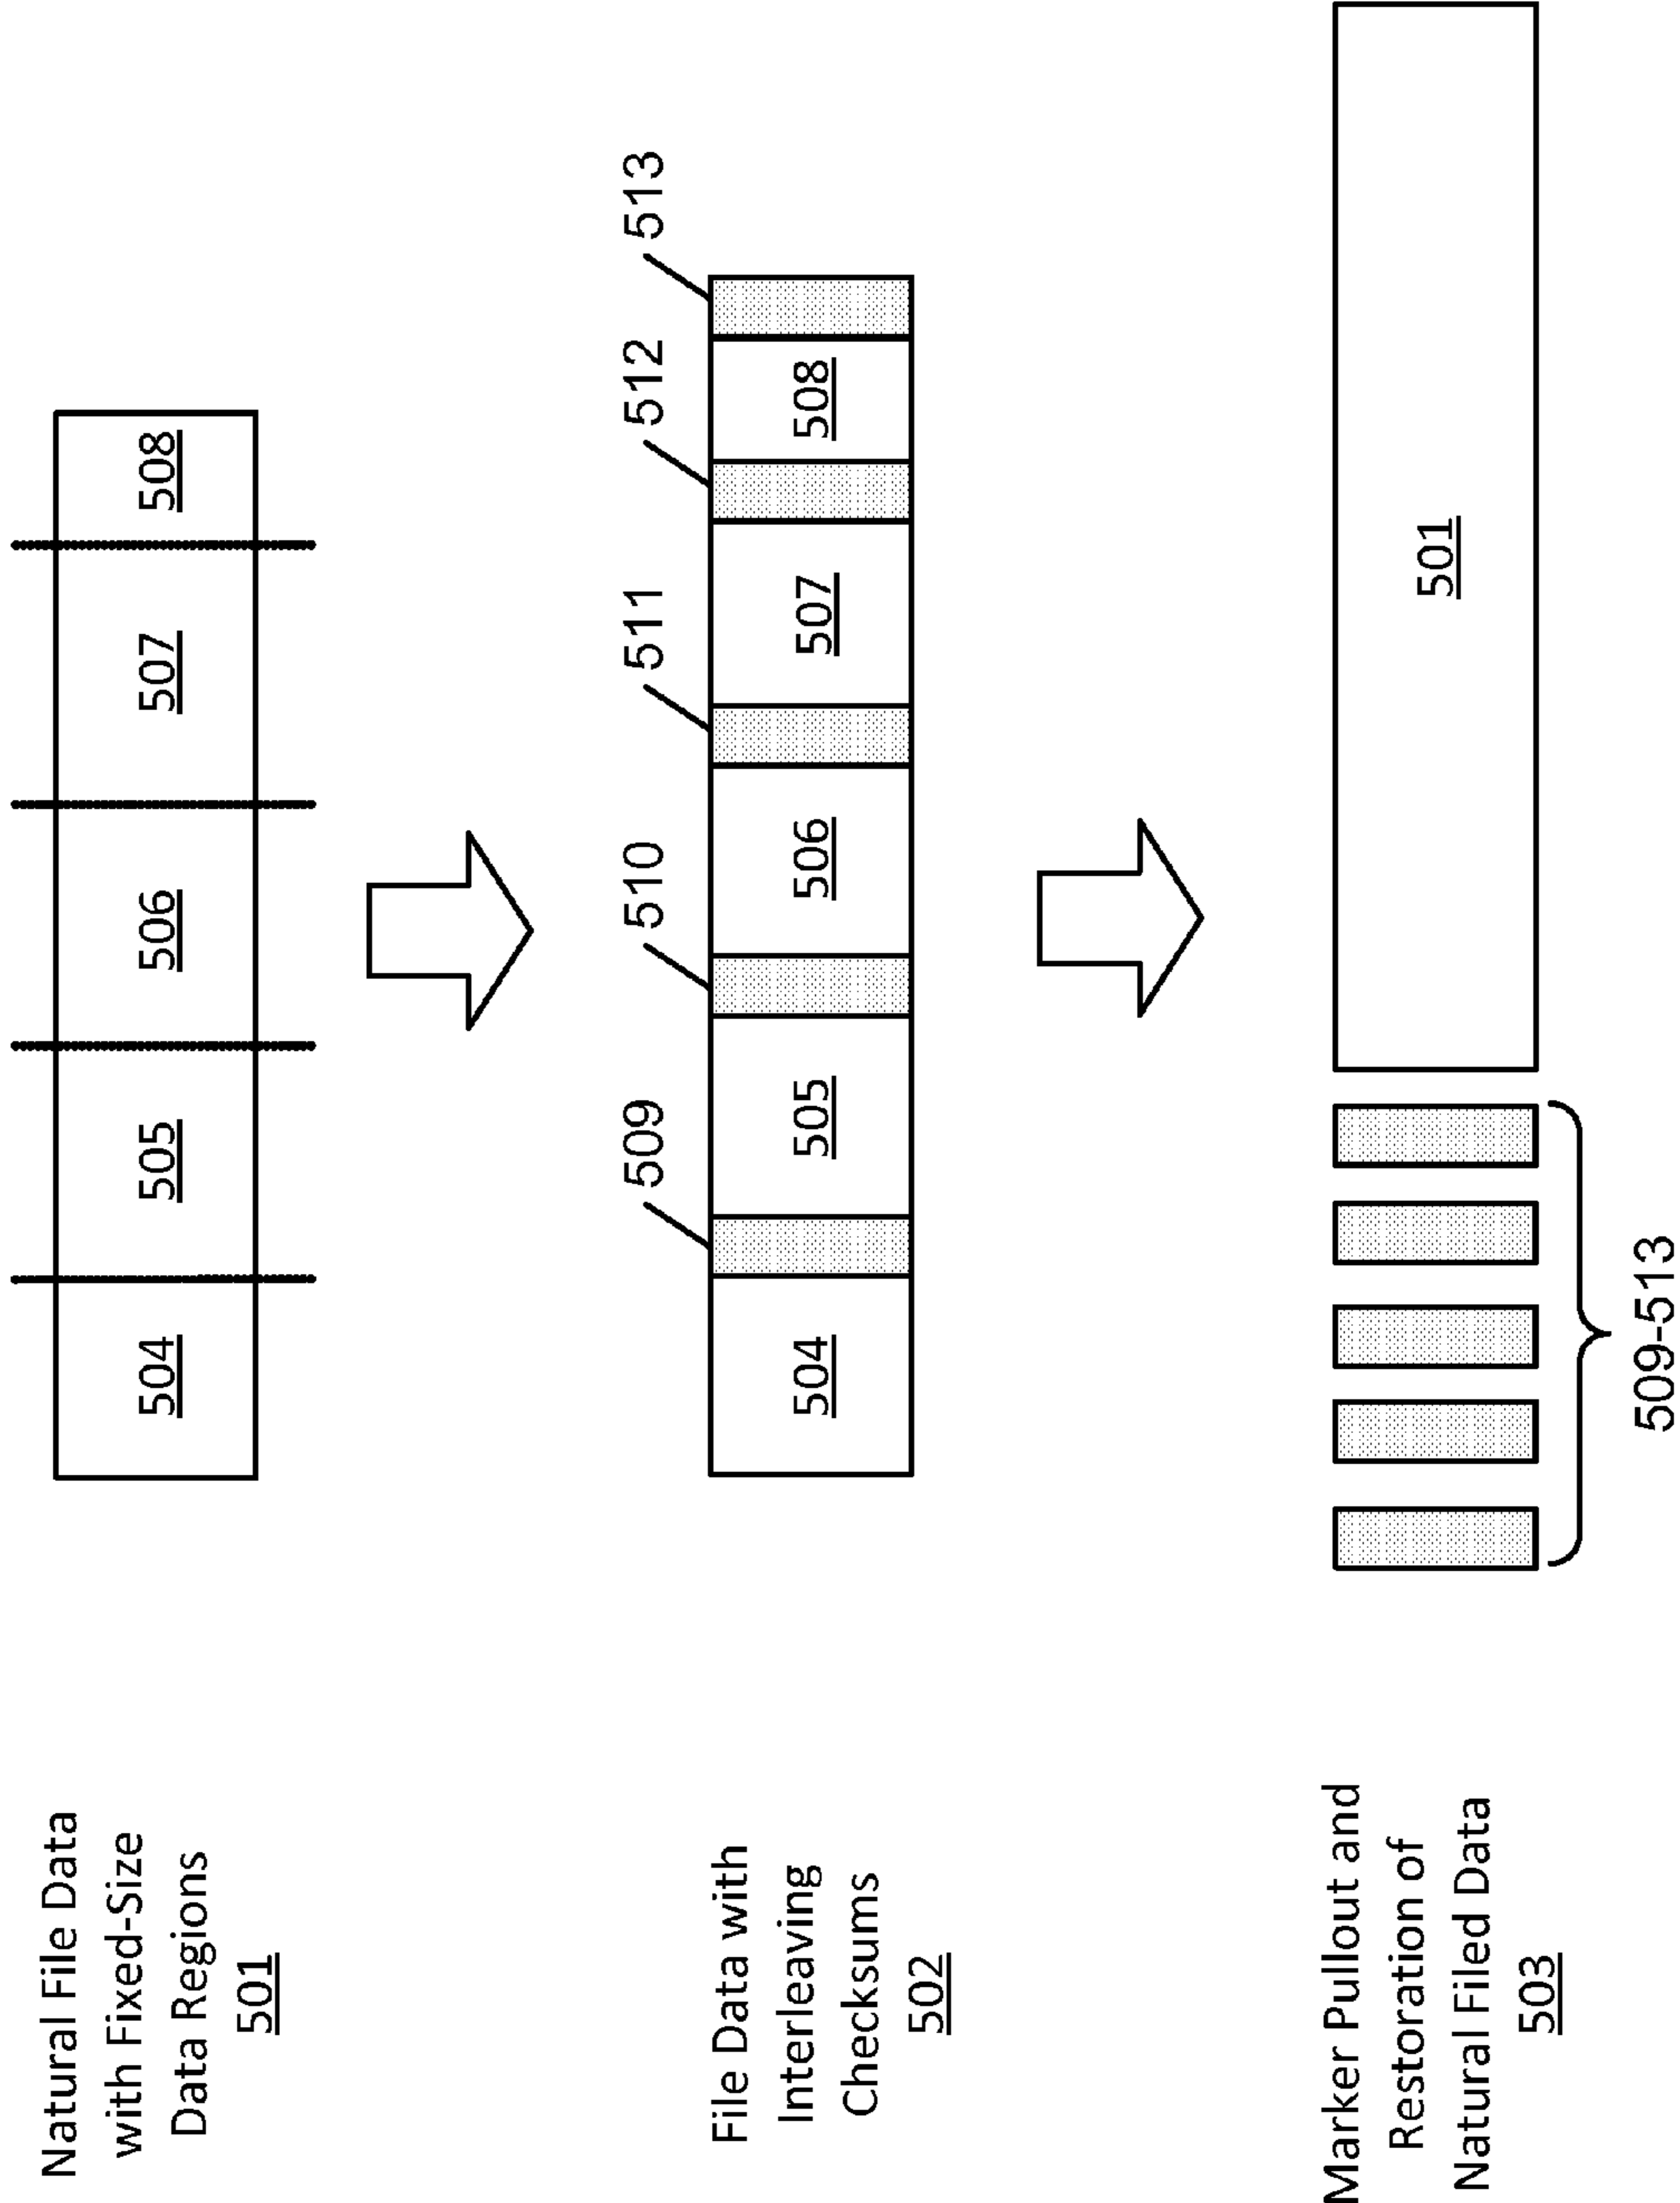 Natural File Data
with Fixed-Size
Data Regions
501
504
505
506
507
508
File Data with
Interleaving
Checksums
502
509
510
511
512
513
504
505
506
507
508
Marker Pullout and
Restoration of
Natural Filed Data
503
501
509-513